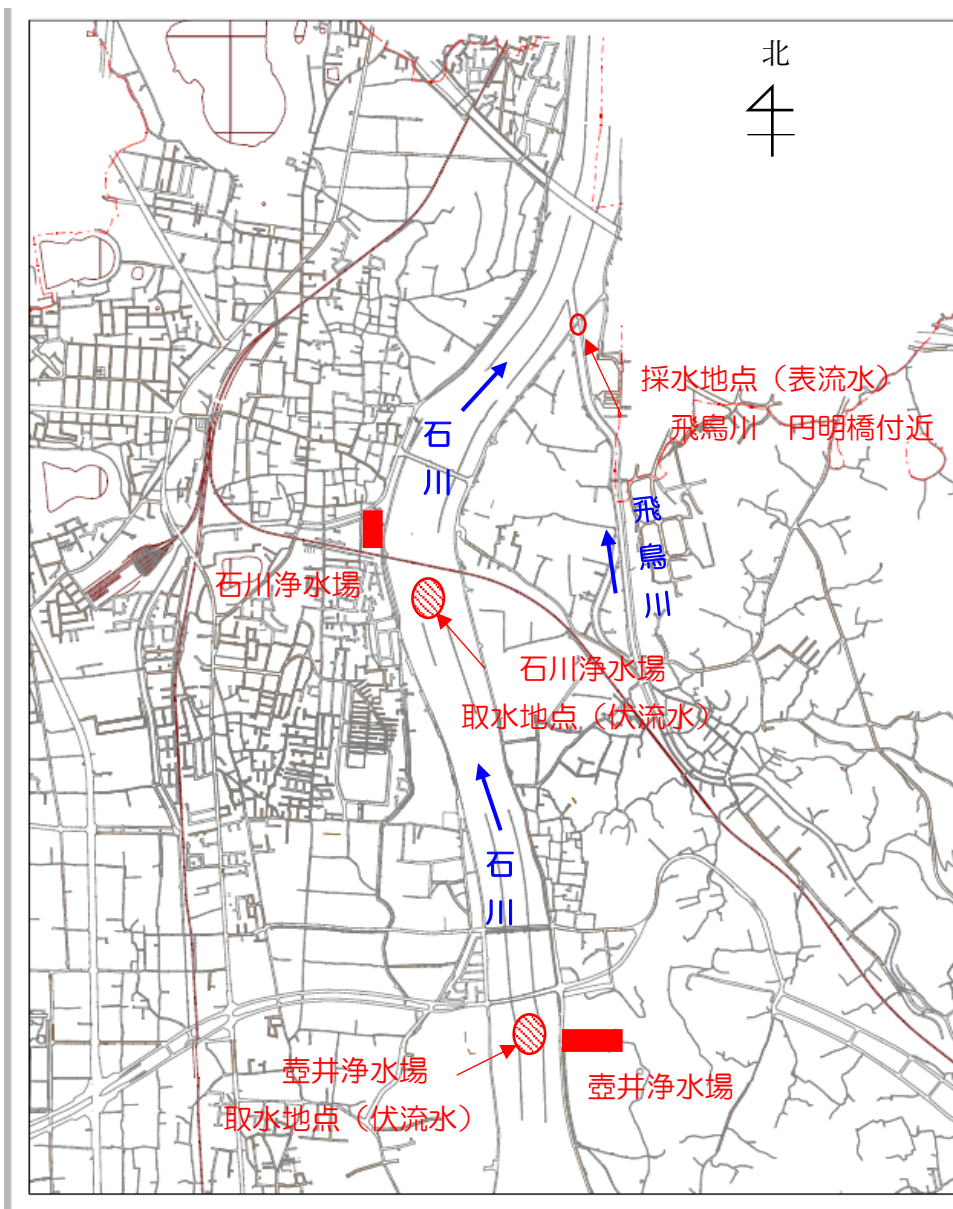 北
採水地点（表流水）
飛鳥川　円明橋付近
石川
飛鳥川
石川浄水場
石川浄水場
取水地点（伏流水）
石川
壺井浄水場
取水地点（伏流水）
壺井浄水場